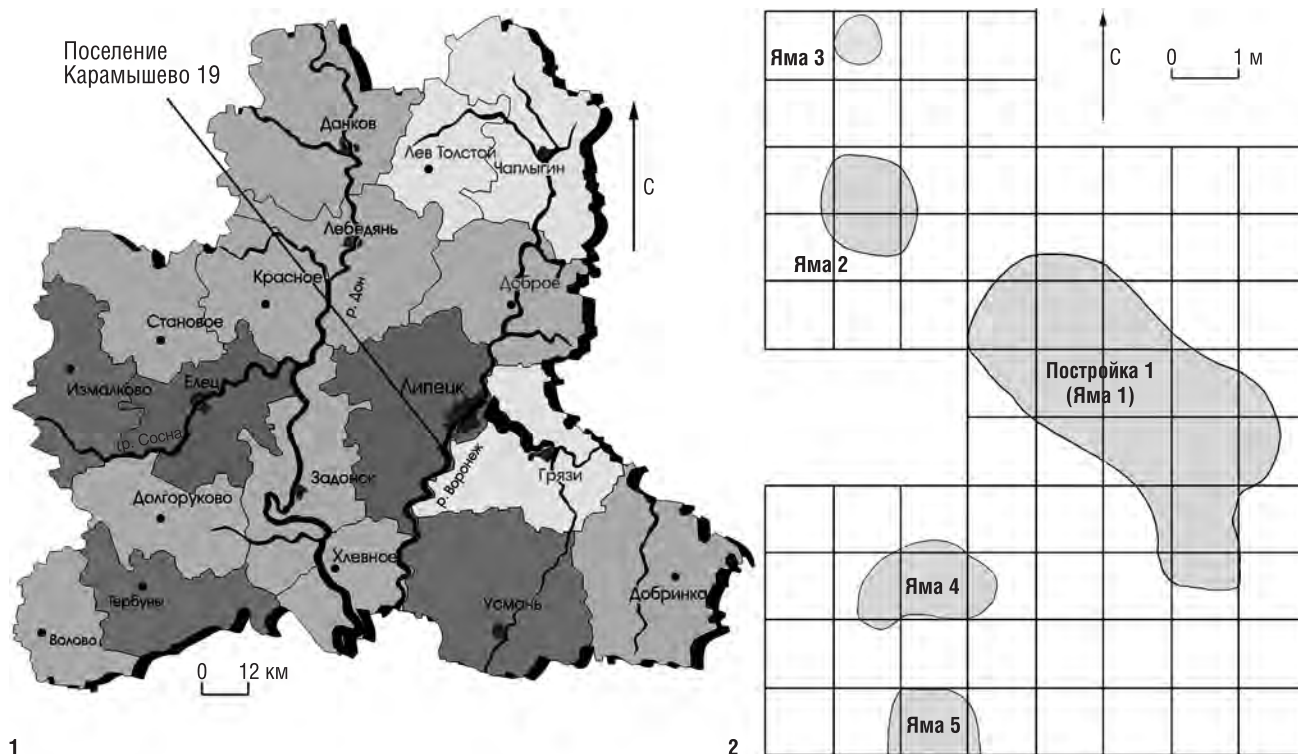 Поселение
Карамышево 19
Данков
Лев Толстой
Чаплыгин
С
Лебедянь
Красное
р. Дон
Доброе
Становое
Измалково
Елец
Липецк
р. Сосна
Задонск
р. Воронеж
Грязи
Долгоруково
Хлевное
Тербуны
Усмань
Добринка
Волово
0 12 км
1
Яма 3
С
0 1 м
Яма 2
Постройка 1
(Яма 1)
Яма 4
Яма 5
2